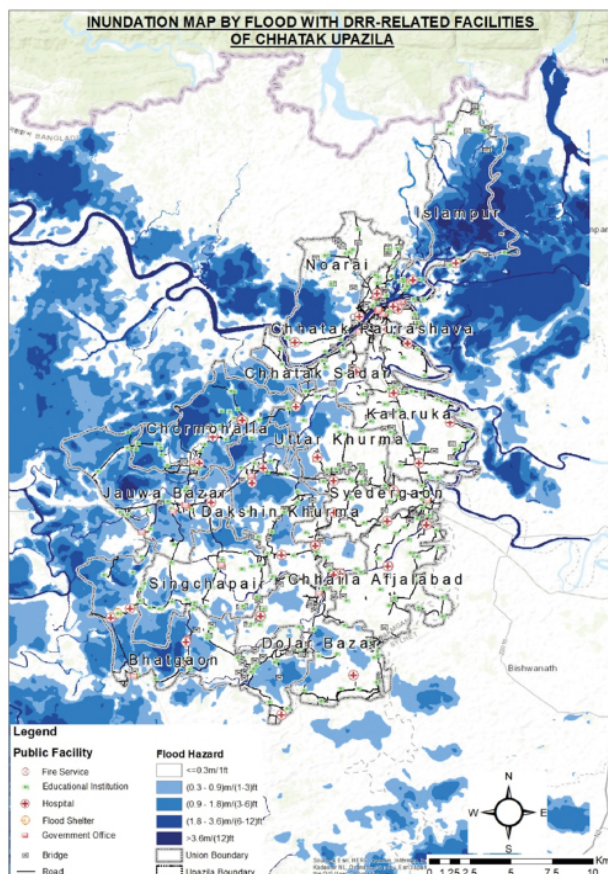 INUNDATION MAP BY FLOOD WITH DRR-RELATED FACILITIES
OF CHHATAK UPAZILA
BANGLADESH
Islampur
Noarai
Chhatak Paurashava
Chhatak Sadar
Kalaruka
Chormohalla
Uttar Khurma
Jauwa Bazar
Syedergaon
Dakshin Khurma
Singchapair
Chhaila Afjalabad
Dolar Bazar
Bhatgaon
Bishwanath
Legend
Public Facility
Fire Service
Educational Institution
Hospital
Flood Shelter
Government Office
Bridge
Road
Flood Hazard
<=0.3m/1ft
(0.3 - 0.9)m/(1-3)ft
(0.9 - 1.8)m/(3-6)ft
(1.8 - 3.6)m/(6-12)ft
>3.6m/(12)ft
Union Boundary
Upazila Boundary
N
W E
S
0 1.25 2.5 5 7.5 10
Km